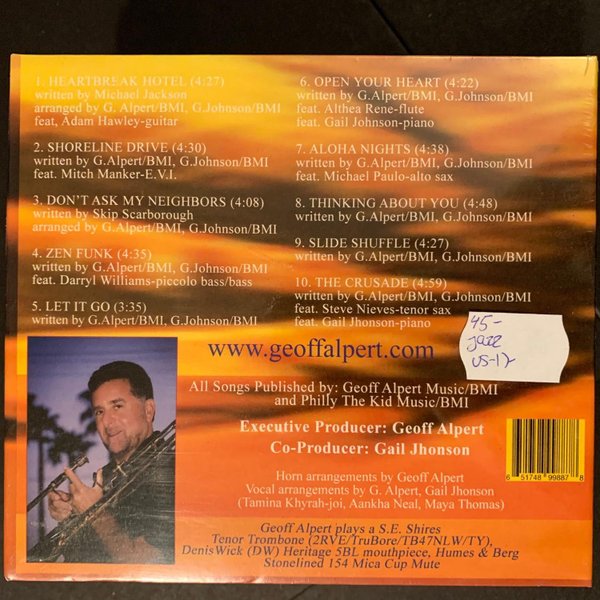 1. HEARTBREAK HOTEL (4:27)
written by Michael Jackson
arranged by G. Alpert/BMI, G.Johnson/BMI
feat, Adam Hawley-guitar
2. SHORELINE DRIVE (4:30)
written by G.Alpert/BMI, G.Johnson/BMI
feat. Mitch Manker-E.V.I.
3. DON'T ASK MY NEIGHBORS (4:08)
written by Skip Scarborough
arranged by G.Alpert/BMI, G.Johnson/BMI
4. ZEN FUNK (4:35)
written by G.Alpert/BMI, G.Johnson/BMI
feat. Darryl Williams-piccolo bass/bass
5. LET IT GO (3:35)
written by G.Alpert/BMI, G.Johnson/BMI
6. OPEN YOUR HEART (4:22)
written by G.Alpert/BMI, G.Johnson/BMI
feat. Althea Rene-flute
feat. Gail Johnson-piano
7. ALOHA NIGHTS (4:38)
written by G.Alpert/BMI, G.Johnson/BMI
feat. Michael Paulo-alto sax
8. THINKING ABOUT YOU (4:48)
written by G.Alpert/BMI, G.Johnson/BMI
9. SLIDE SHUFFLE (4:27)
written by G.Alpert/BMI, G.Johnson/BMI
10. THE CRUSADE (4:59)
written by G.Alpert/BMI, G.Johnson/BMI
feat. Steve Nieves-tenor sax
feat. Gail Jhonson-piano
45-
jazz
US-17
www.geoffalpert.com
All Songs Published by: Geoff Alpert Music/BMI
and Philly The Kid Music/BMI
Executive Producer: Geoff Alpert
Co-Producer: Gail Jhonson
Horn arrangements by Geoff Alpert
Vocal arrangements by G. Alpert, Gail Jhonson
(Tamina Khyrah-joi, Aankha Neal, Maya Thomas)
6 51748 99887 8
Geoff Alpert plays a S.E. Shires
Tenor Trombone (2RVE/TruBore/TB47NLW/TY),
DenisWick (DW) Heritage 5BL mouthpiece, Humes & Berg
Stonelined 154 Mica Cup Mute